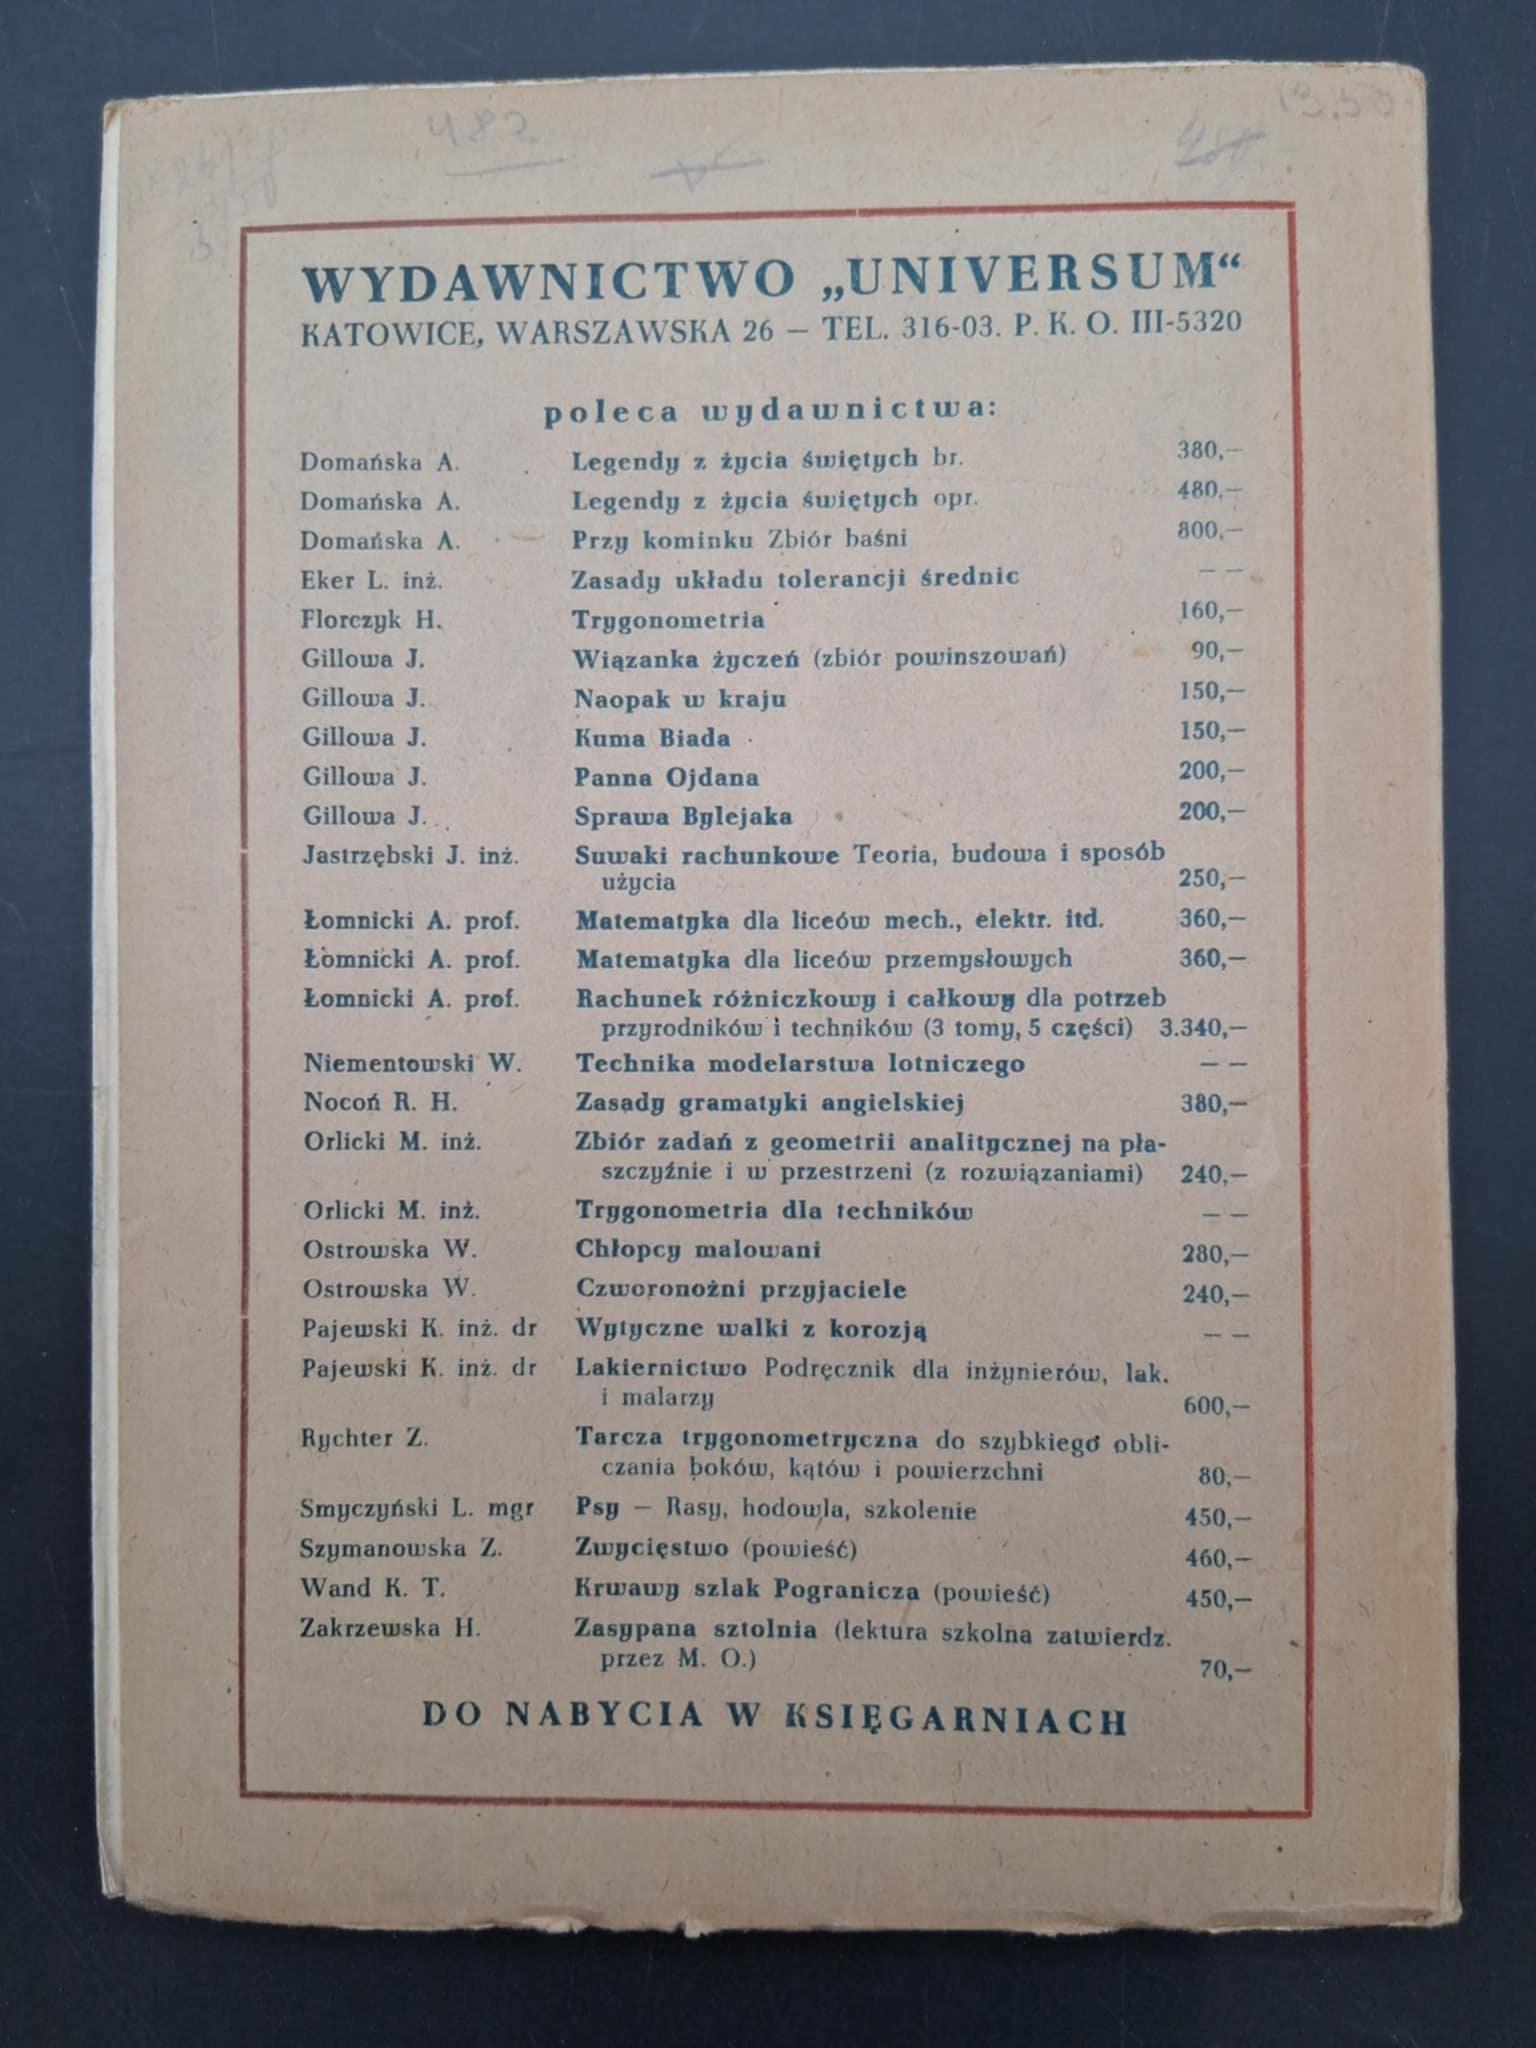 482
WYDAWNICTWO „UNIVERSUM“
KATOWICE, WARSZAWSKA 26 — TEL. 316-03. P. K. O. III-5320
poleca wydawnictwa:
Domańska A. Legendy z życia świętych br. 380,—
Domańska A. Legendy z życia świętych opr. 480,—
Domańska A. Przy kominku Zbiór baśni 800,—
Eker L. inż. Zasady układu tolerancji średnic — —
Florczyk H. Trygonometria 160,—
Gillowa J. Wiązanka życzeń (zbiór powinszowań) 90,—
Gillowa J. Naopak w kraju 150,—
Gillowa J. Kuma Biada 150,—
Gillowa J. Panna Ojdana 200,—
Gillowa J. Sprawa Bylejaka 200,—
Jastrzębski J. inż. Suwaki rachunkowe Teoria, budowa i sposób
użycia 250,—
Łomnicki A. prof. Matematyka dla liceów mech., elektr. itd. 360,—
Łomnicki A. prof. Matematyka dla liceów przemysłowych 360,—
Łomnicki A. prof. Rachunek różniczkowy i całkowy dla potrzeb
przyrodników i techników (3 tomy, 5 części) 3.340,—
Niementowski W. Technika modelarstwa lotniczego — —
Nocoń R. H. Zasady gramatyki angielskiej 380,—
Orlicki M. inż. Zbiór zadań z geometrii analitycznej na pła-
szczyźnie i w przestrzeni (z rozwiązaniami) 240,—
Orlicki M. inż. Trygonometria dla techników — —
Ostrowska W. Chłopcy malowani 280,—
Ostrowska W. Czworonożni przyjaciele 240,—
Pajewski K. inż. dr Wytyczne walki z korozją — —
Pajewski K. inż. dr Lakiernictwo Podręcznik dla inżynierów, lak.
i malarzy 600,—
Rychter Z. Tarcza trygonometryczna do szybkiego obli-
czania boków, kątów i powierzchni 80,—
Smyczyński L. mgr Psy — Rasy, hodowla, szkolenie 450,—
Szymanowska Z. Zwycięstwo (powieść) 460,—
Wand K. T. Krwawy szlak Pogranicza (powieść) 450,—
Zakrzewska H. Zasypana sztolnia (lektura szkolna zatwierdz.
przez M. O.) 70,—
DO NABYCIA W KSIĘGARNIACH